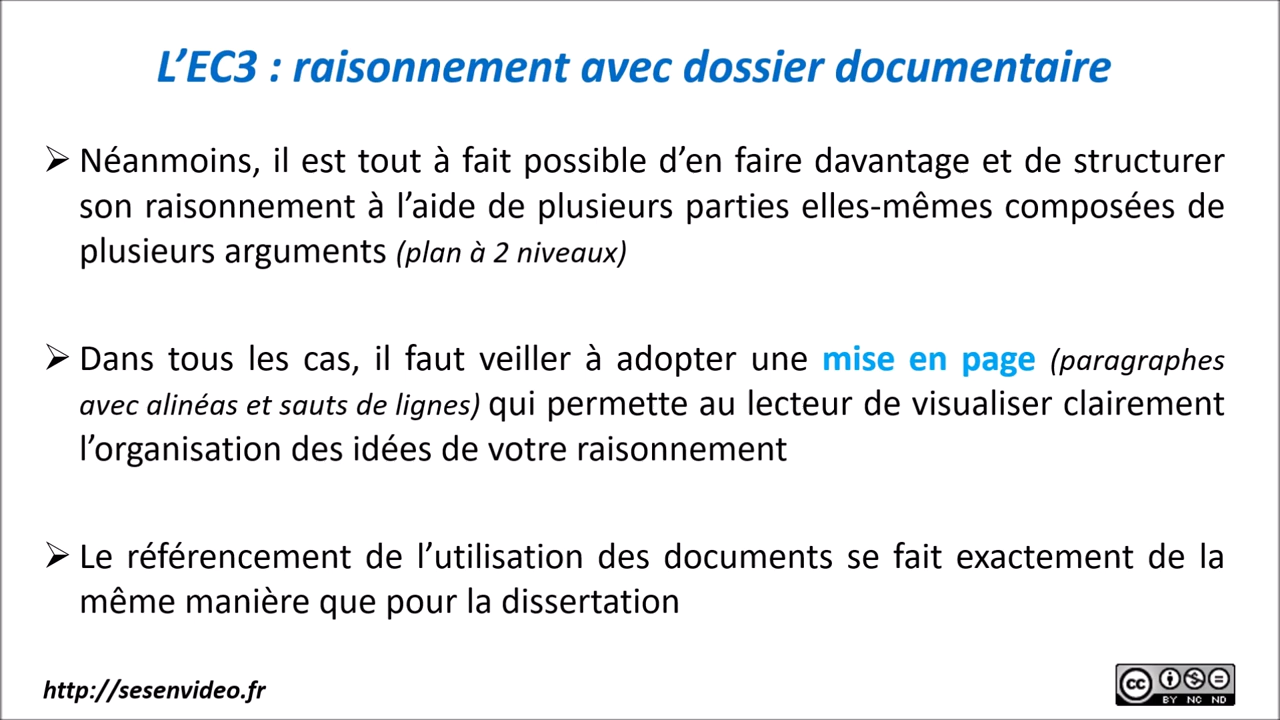 L’EC3 : raisonnement avec dossier documentaire
➢ Néanmoins, il est tout à fait possible d’en faire davantage et de structurer
son raisonnement à l’aide de plusieurs parties elles-mêmes composées de
plusieurs arguments (plan à 2 niveaux)
➢ Dans tous les cas, il faut veiller à adopter une mise en page (paragraphes
avec alinéas et sauts de lignes) qui permette au lecteur de visualiser clairement
l’organisation des idées de votre raisonnement
➢ Le référencement de l’utilisation des documents se fait exactement de la
même manière que pour la dissertation
http://sesenvideo.fr
cc
BY NC ND